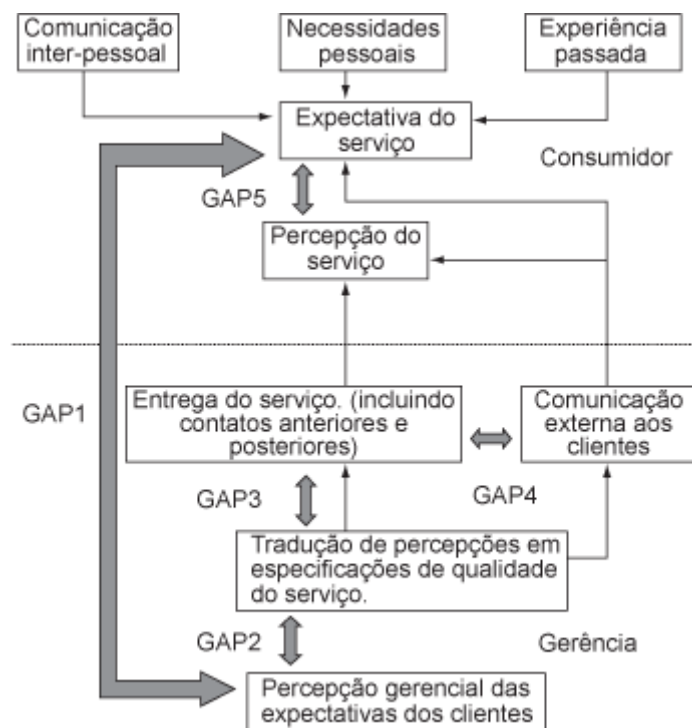 Comunicação
inter-pessoal
Necessidades
pessoais
Experiência
passada
Expectativa do
serviço
Consumidor
GAP5
Percepção do
serviço
GAP1
Entrega do serviço. (incluindo
contatos anteriores e
posteriores)
Comunicação
externa aos
clientes
GAP3
GAP4
Tradução de percepções em
especificações de qualidade
do serviço.
GAP2
Gerência
Percepção gerencial das
expectativas dos clientes